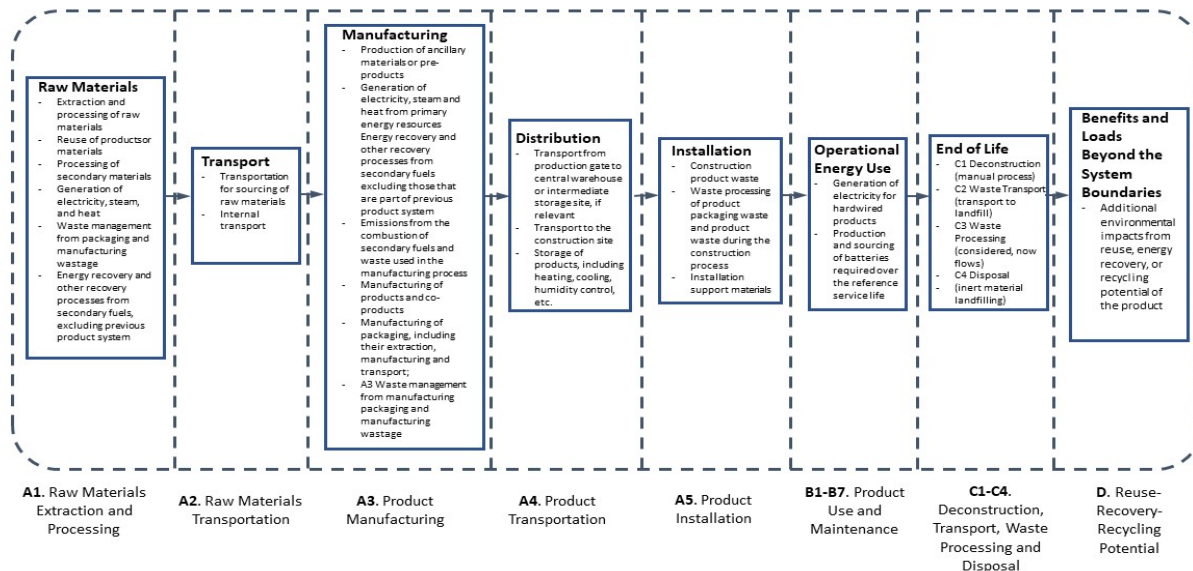 Raw Materials
- Extraction and
processing of raw
materials
- Reuse of productsor
materials
- Processing of
secondary materials
- Generation of
electricity, steam,
and heat
- Waste management
from packaging and
manufacturing
wastage
- Energy recovery and
other recovery
processes from
secondary fuels,
excluding previous
product system
Transport
- Transportation
for sourcing of
raw materials
- Internal
transport
Manufacturing
- Production of ancillary
materials or pre-
products
- Generation of
electricity, steam and
heat from primary
energy resources
Energy recovery and
other recovery
processes from
secondary fuels
excluding those that
are part of previous
product system
- Emissions from the
combustion of
secondary fuels and
waste used in the
manufacturing process
- Manufacturing of
products and co-
products
- Manufacturing of
packaging, including
their extraction,
manufacturing and
transport;
- A3 Waste management
from manufacturing
packaging and
manufacturing
wastage
Distribution
- Transport from
production gate to
central warehouse
or intermediate
storage site, if
relevant
- Transport to the
construction site
- Storage of
products, including
heating, cooling,
humidity control,
etc.
Installation
- Construction
product waste
- Waste processing
of product
packaging waste
and product
waste during the
construction
process
- Installation
support materials
Operational
Energy Use
- Generation of
electricity for
hardwired
products
- Production
and sourcing
of batteries
required over
the reference
service life
End of Life
- C1 Deconstruction
(manual process)
- C2 Waste Transport
(transport to
landfill)
- C3 Waste
Processing
(considered, now
flows)
- C4 Disposal
- (inert material
landfilling)
Benefits and
Loads
Beyond the
System
Boundaries
- Additional
environmental
impacts from
reuse, energy
recovery, or
recycling
potential of
the product
A1. Raw Materials
Extraction and
Processing
A2. Raw Materials
Transportation
A3. Product
Manufacturing
A4. Product
Transportation
A5. Product
Installation
B1-B7. Product
Use and
Maintenance
C1-C4.
Deconstruction,
Transport, Waste
Processing and
Disposal
D. Reuse-
Recovery-
Recycling
Potential